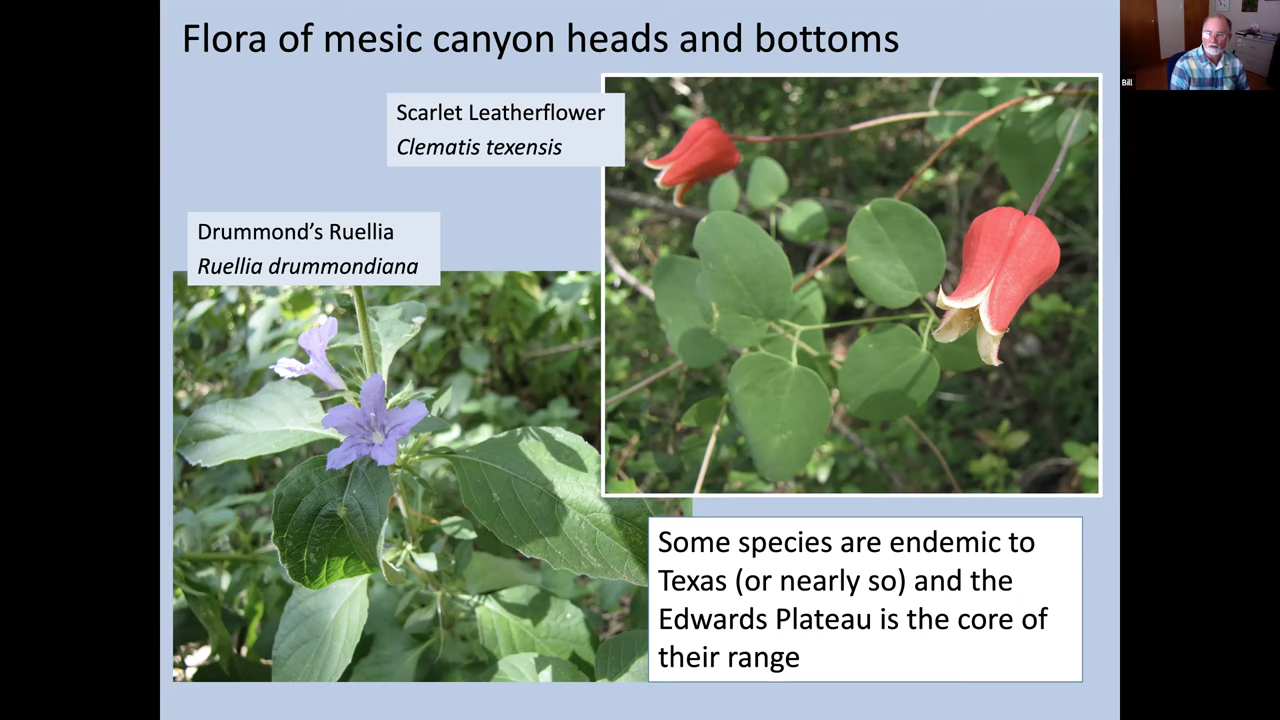 Flora of mesic canyon heads and bottoms
Scarlet Leatherflower
Clematis texensis
Drummond’s Ruellia
Ruellia drummondiana
Some species are endemic to
Texas (or nearly so) and the
Edwards Plateau is the core of
their range
Bill